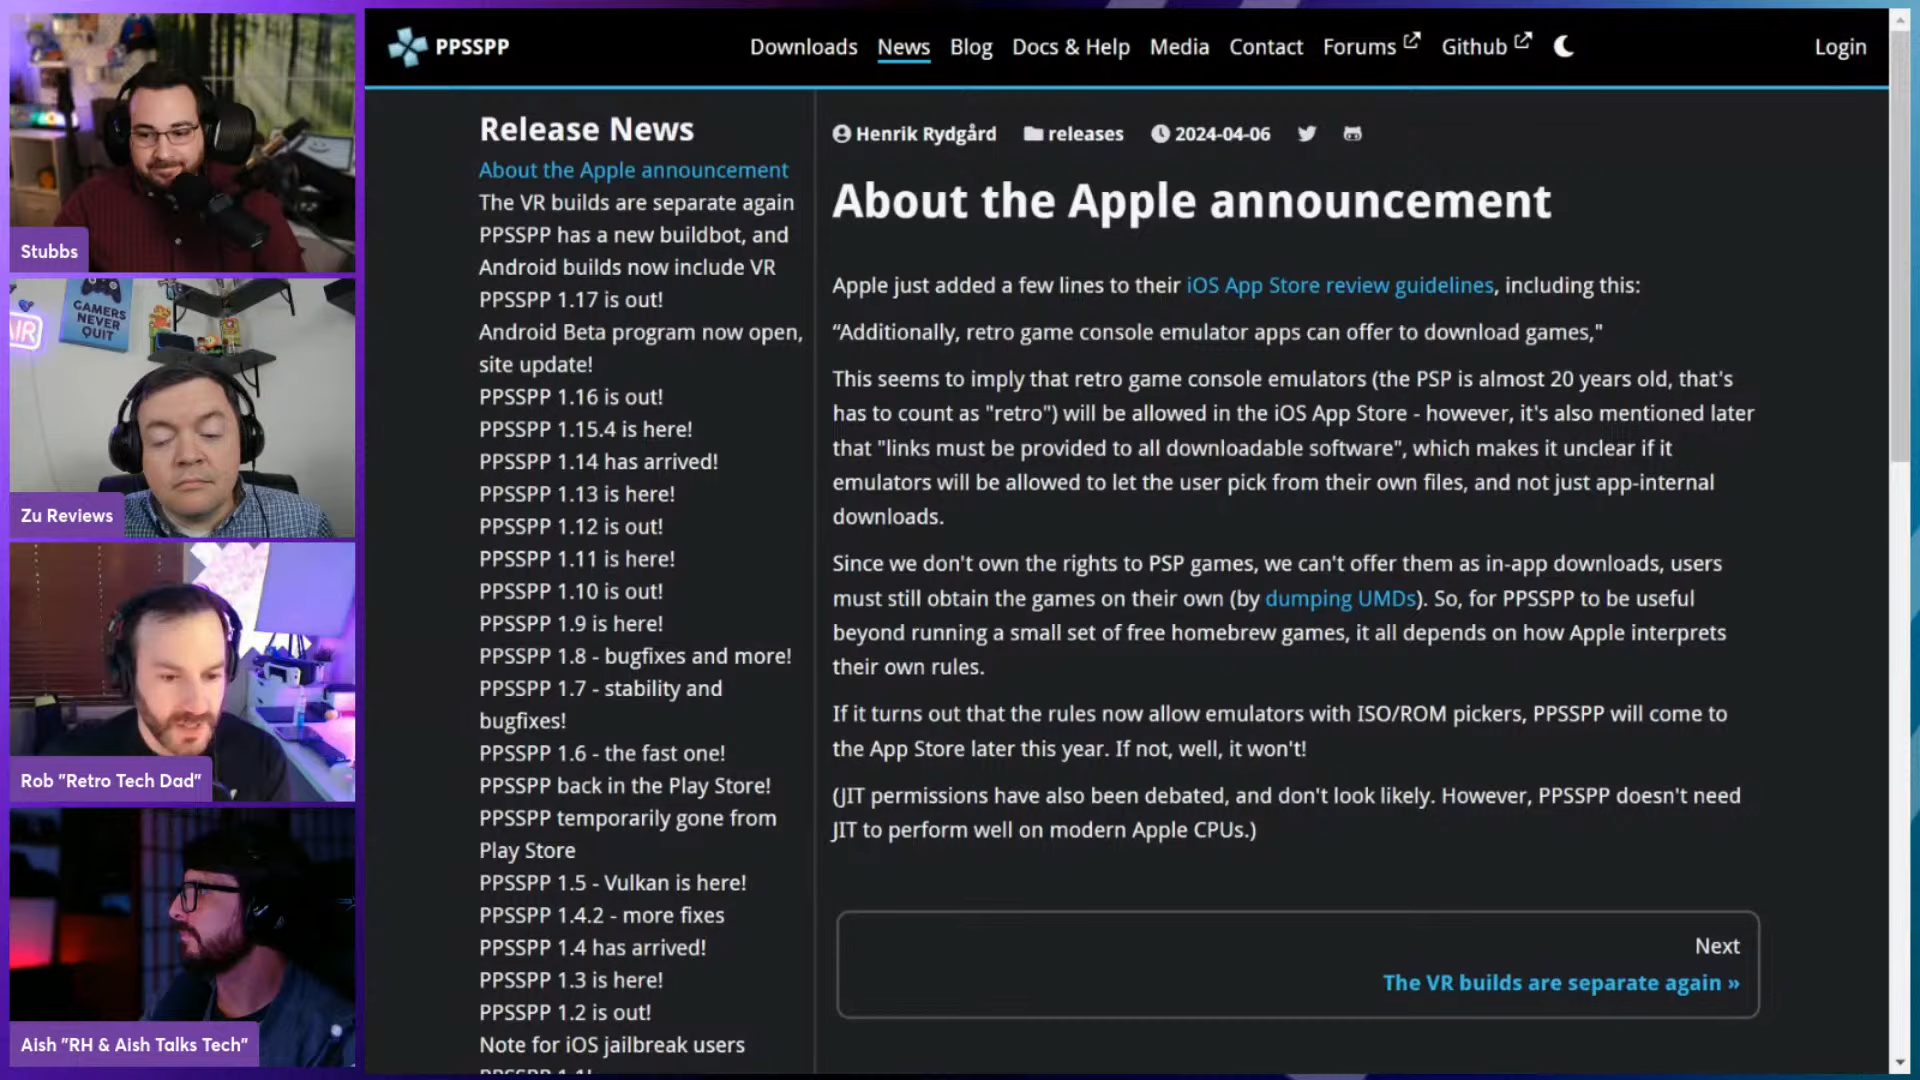 PPSSPP
Downloads
News
Blog
Docs & Help
Media
Contact
Forums
Github
Login
Stubbs
GAMERS
NEVER
QUIT
AIR
Zu Reviews
Rob "Retro Tech Dad"
Aish "RH & Aish Talks Tech"
Release News
About the Apple announcement
The VR builds are separate again
PPSSPP has a new buildbot, and
Android builds now include VR
PPSSPP 1.17 is out!
Android Beta program now open,
site update!
PPSSPP 1.16 is out!
PPSSPP 1.15.4 is here!
PPSSPP 1.14 has arrived!
PPSSPP 1.13 is here!
PPSSPP 1.12 is out!
PPSSPP 1.11 is here!
PPSSPP 1.10 is out!
PPSSPP 1.9 is here!
PPSSPP 1.8 - bugfixes and more!
PPSSPP 1.7 - stability and
bugfixes!
PPSSPP 1.6 - the fast one!
PPSSPP back in the Play Store!
PPSSPP temporarily gone from
Play Store
PPSSPP 1.5 - Vulkan is here!
PPSSPP 1.4.2 - more fixes
PPSSPP 1.4 has arrived!
PPSSPP 1.3 is here!
PPSSPP 1.2 is out!
Note for iOS jailbreak users
Henrik Rydgård releases 2024-04-06
About the Apple announcement
Apple just added a few lines to their iOS App Store review guidelines, including this:
“Additionally, retro game console emulator apps can offer to download games,"
This seems to imply that retro game console emulators (the PSP is almost 20 years old, that's
has to count as "retro") will be allowed in the iOS App Store - however, it's also mentioned later
that "links must be provided to all downloadable software", which makes it unclear if it
emulators will be allowed to let the user pick from their own files, and not just app-internal
downloads.
Since we don't own the rights to PSP games, we can't offer them as in-app downloads, users
must still obtain the games on their own (by dumping UMDs). So, for PPSSPP to be useful
beyond running a small set of free homebrew games, it all depends on how Apple interprets
their own rules.
If it turns out that the rules now allow emulators with ISO/ROM pickers, PPSSPP will come to
the App Store later this year. If not, well, it won't!
(JIT permissions have also been debated, and don't look likely. However, PPSSPP doesn't need
JIT to perform well on modern Apple CPUs.)
Next
The VR builds are separate again »